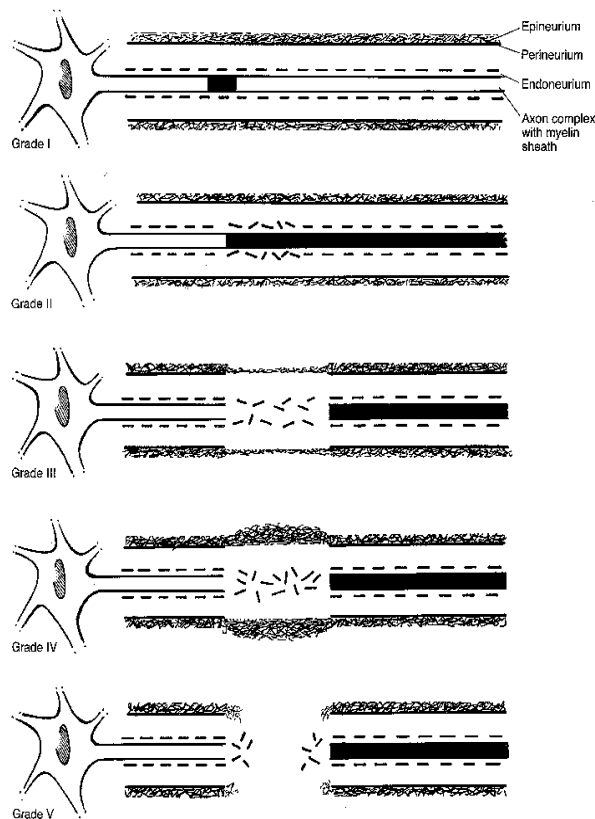 Epineurium
Perineurium
Endoneurium
Axon complex
with myelin
sheath
Grade I
Grade II
Grade III
Grade IV
Grade V